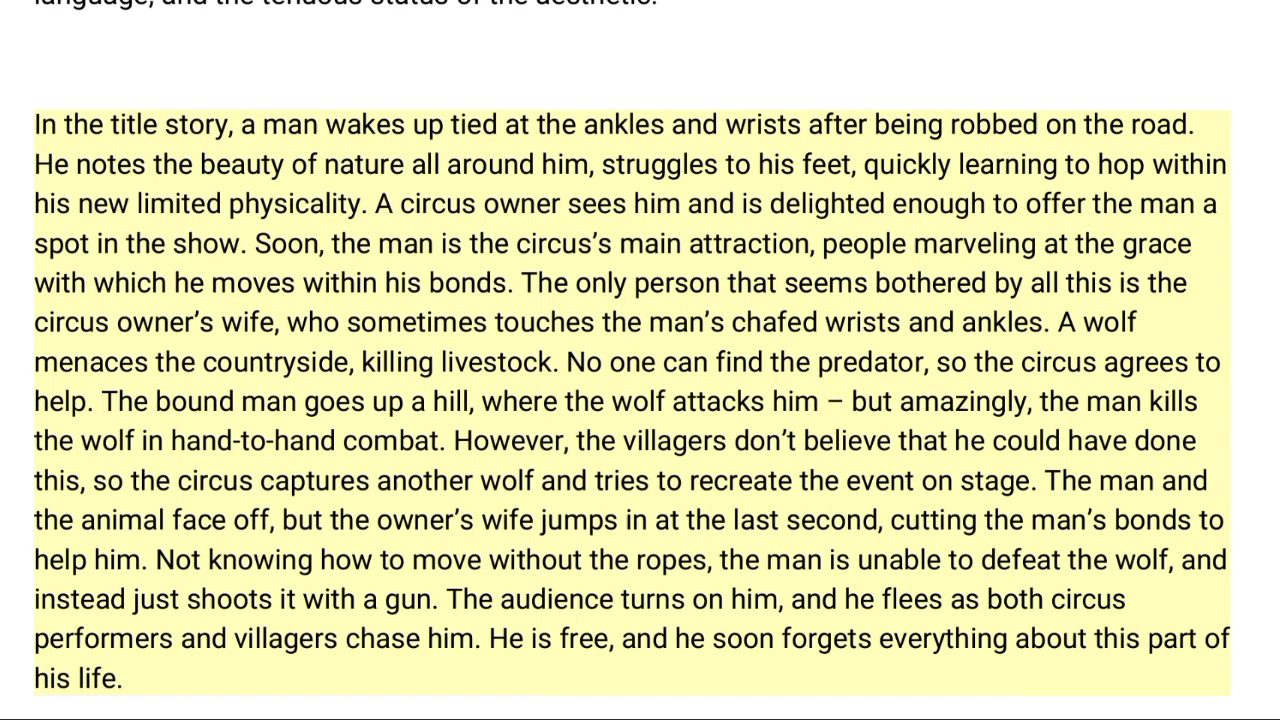 language, and the tenuous status of the aesthetic.
In the title story, a man wakes up tied at the ankles and wrists after being robbed on the road.
He notes the beauty of nature all around him, struggles to his feet, quickly learning to hop within
his new limited physicality. A circus owner sees him and is delighted enough to offer the man a
spot in the show. Soon, the man is the circus’s main attraction, people marveling at the grace
with which he moves within his bonds. The only person that seems bothered by all this is the
circus owner’s wife, who sometimes touches the man’s chafed wrists and ankles. A wolf
menaces the countryside, killing livestock. No one can find the predator, so the circus agrees to
help. The bound man goes up a hill, where the wolf attacks him – but amazingly, the man kills
the wolf in hand-to-hand combat. However, the villagers don’t believe that he could have done
this, so the circus captures another wolf and tries to recreate the event on stage. The man and
the animal face off, but the owner’s wife jumps in at the last second, cutting the man’s bonds to
help him. Not knowing how to move without the ropes, the man is unable to defeat the wolf, and
instead just shoots it with a gun. The audience turns on him, and he flees as both circus
performers and villagers chase him. He is free, and he soon forgets everything about this part of
his life.